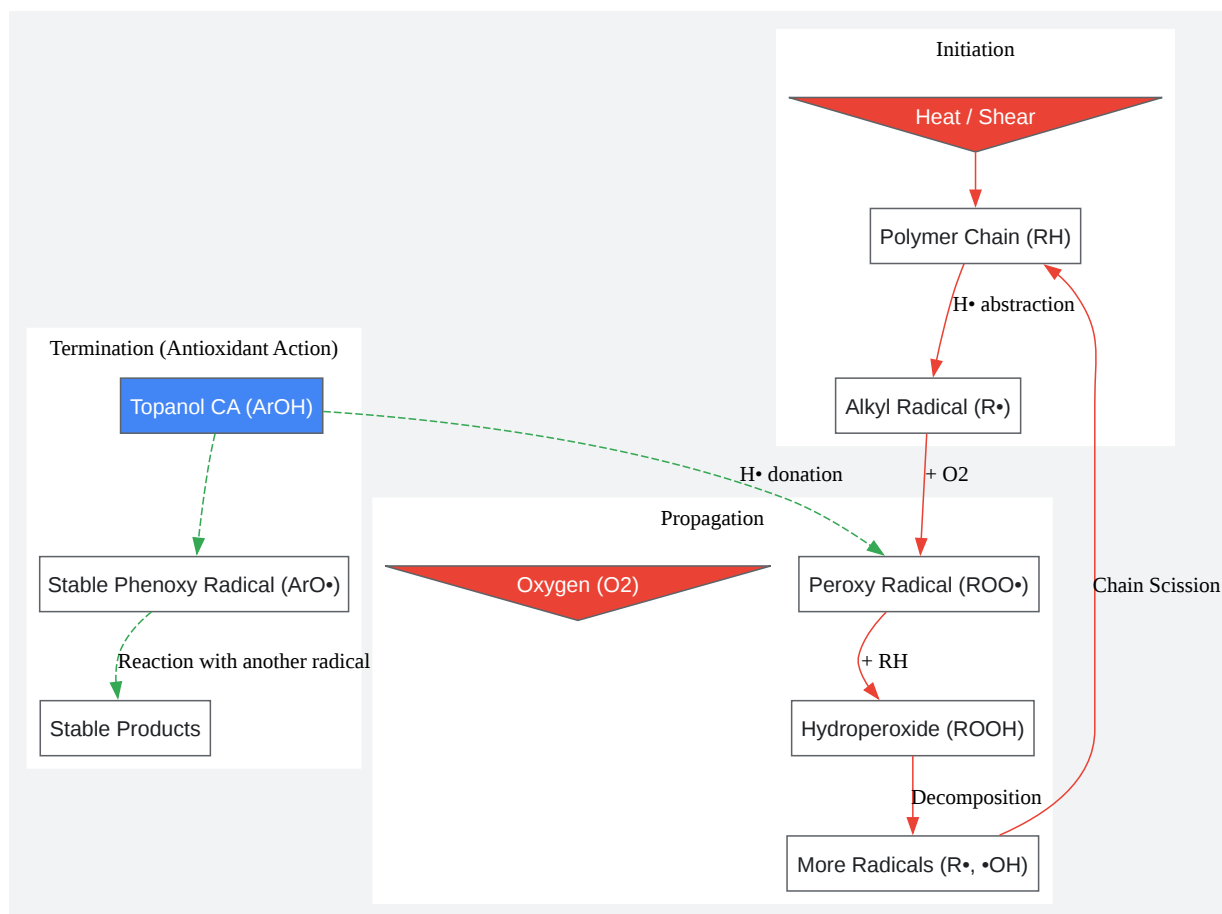 Initiation
Heat / Shear
Polymer Chain (RH)
H• abstraction
Termination (Antioxidant Action)
Topanol CA (ArOH)
Alkyl Radical (R•)
H• donation
+ O2
Propagation
Stable Phenoxy Radical (ArO•)
Oxygen (O2)
Peroxy Radical (ROO•)
Chain Scission
Reaction with another radical
+ RH
Stable Products
Hydroperoxide (ROOH)
Decomposition
More Radicals (R•, •OH)